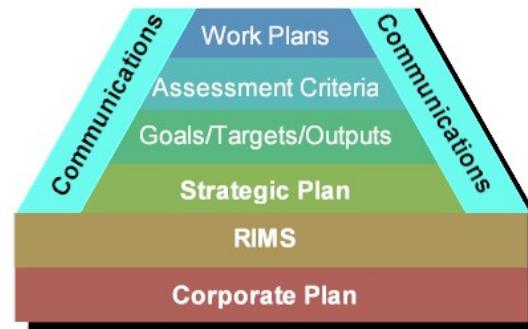 Work Plans
Assessment Criteria
Goals/Targets/Outputs
Strategic Plan
RIMS
Corporate Plan
Communications
Communications